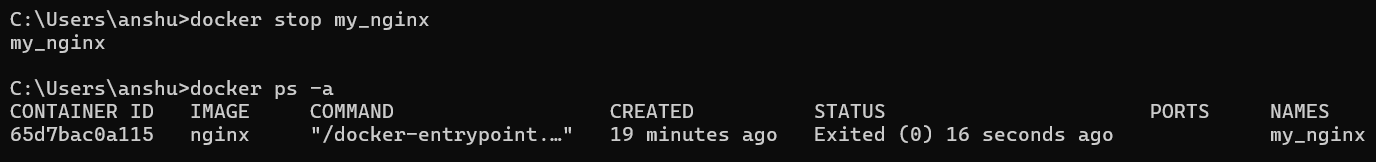 C:\Users\anshu>docker stop my_nginx
my_nginx
C:\Users\anshu>docker ps -a
CONTAINER ID   IMAGE     COMMAND                  CREATED          STATUS                      PORTS     NAMES
65d7bac0a115   nginx     "/docker-entrypoint.…"   19 minutes ago   Exited (0) 16 seconds ago             my_nginx